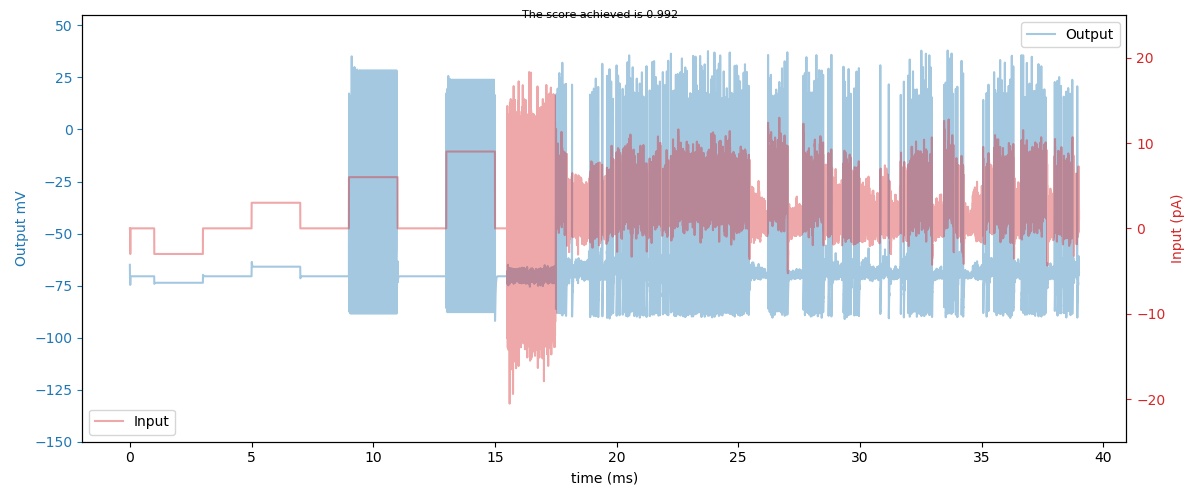 The score achieved is 0.992
50
25
0
−25
−50
−75
−100
−125
−150
Output mV
20
10
0
−10
−20
Input (pA)
Output
Input
0 5 10 15 20 25 30 35 40
time (ms)